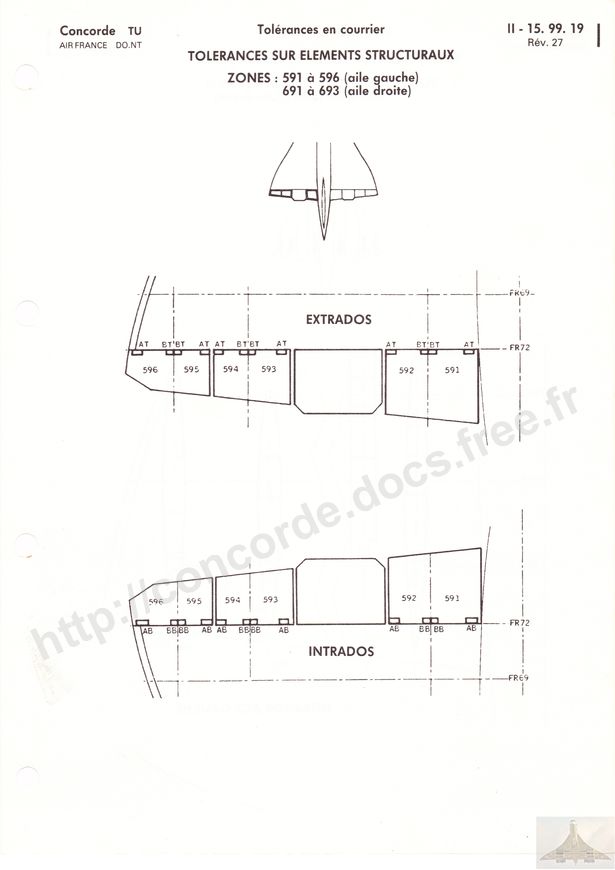 Concorde TU
AIR FRANCE DO.NT
Tolérances en courrier
II - 15. 99. 19
Rév. 27
TOLERANCES SUR ELEMENTS STRUCTURAUX
ZONES : 591 à 596 (aile gauche)
691 à 693 (aile droite)
FR69
EXTRADOS
AT BT BT AT AT BT BT AT AT BT BT AT
FR72
596 595 594 593 592 591
http://concorde.docs.free.fr
596 595 594 593 592 591
FR72
AB BB BB AB AB BB BB AB AB BB BB AB
INTRADOS
FR69